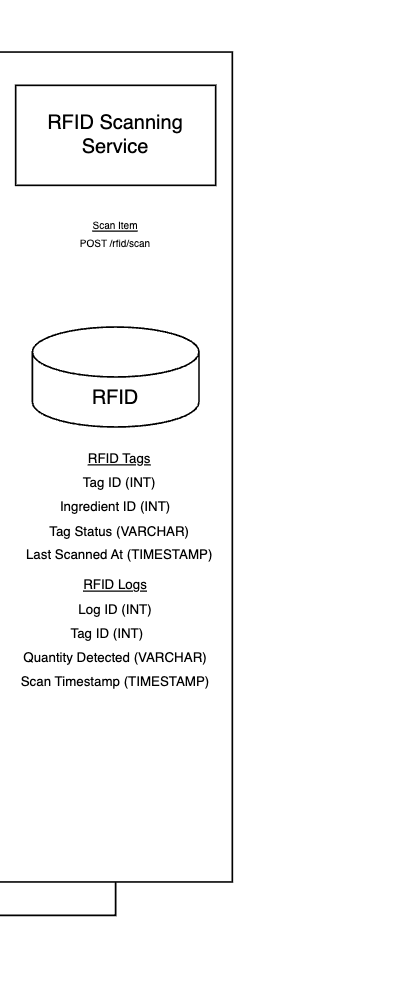 RFID Scanning
Service
Scan Item
POST /rfid/scan
RFID
RFID Tags
Tag ID (INT)
Ingredient ID (INT)
Tag Status (VARCHAR)
Last Scanned At (TIMESTAMP)
RFID Logs
Log ID (INT)
Tag ID (INT)
Quantity Detected (VARCHAR)
Scan Timestamp (TIMESTAMP)